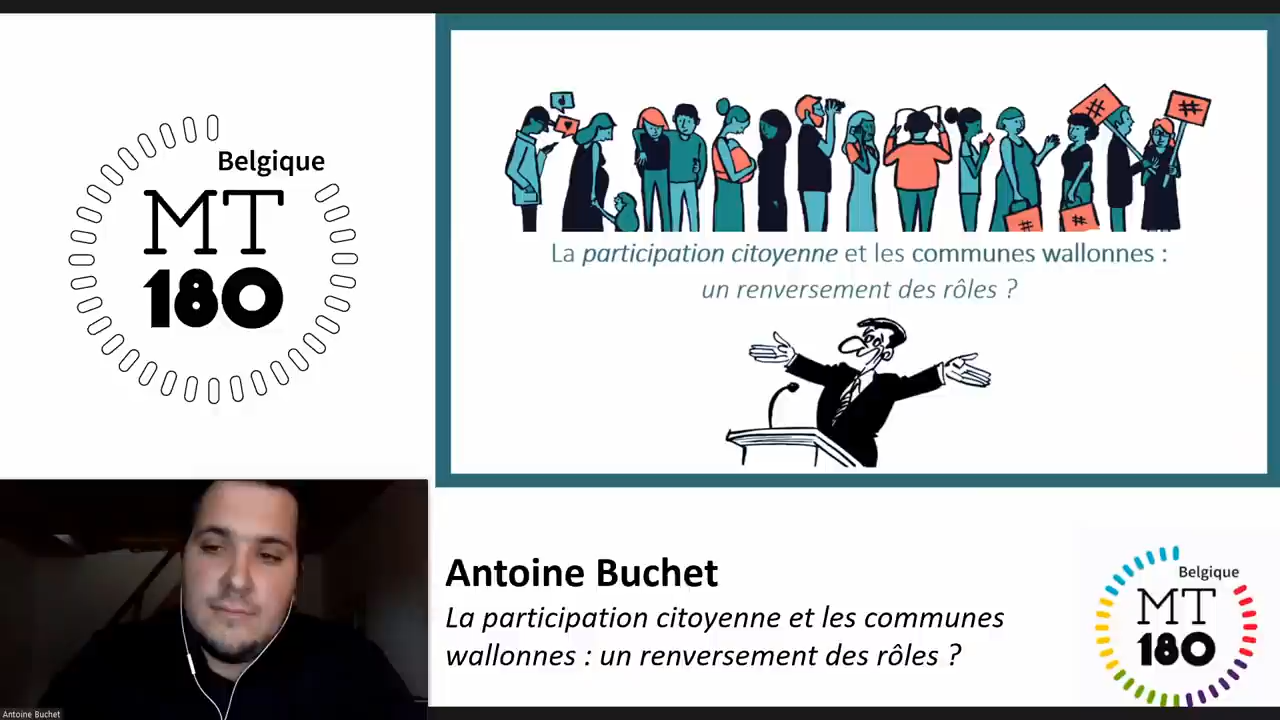 Belgique
MT
180
#
#
#
#
La participation citoyenne et les communes wallonnes :
un renversement des rôles ?
Antoine Buchet
Antoine Buchet
La participation citoyenne et les communes
wallonnes : un renversement des rôles ?
Belgique
MT
180